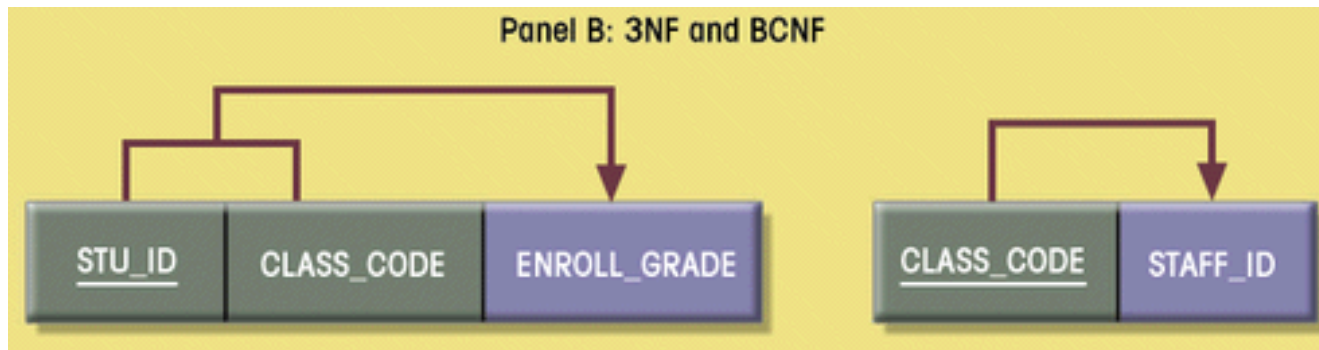 Panel B: 3NF and BCNF
STU_ID CLASS_CODE ENROLL_GRADE CLASS_CODE STAFF_ID